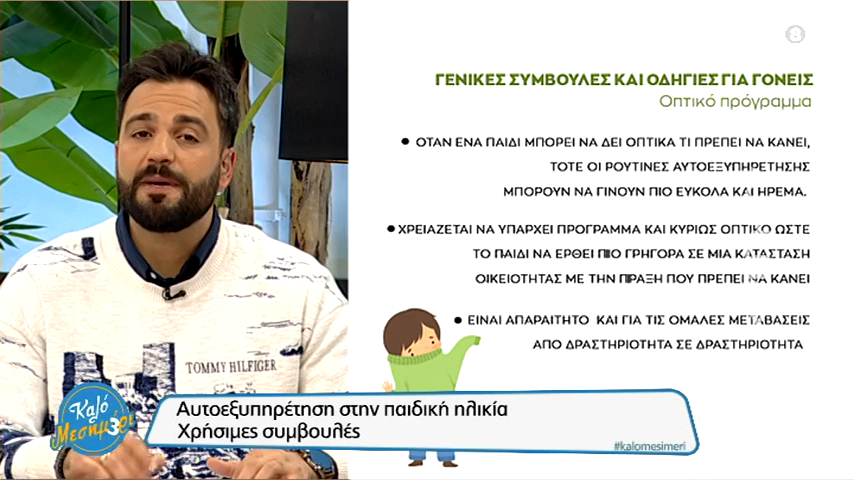 ΓΕΝΙΚΕΣ ΣΥΜΒΟΥΛΕΣ ΚΑΙ ΟΔΗΓΙΕΣ ΓΙΑ ΓΟΝΕΙΣ
Οπτικό πρόγραμμα
• ΟΤΑΝ ΕΝΑ ΠΑΙΔΙ ΜΠΟΡΕΙ ΝΑ ΔΕΙ ΟΠΤΙΚΑ ΤΙ ΠΡΕΠΕΙ ΝΑ ΚΑΝΕΙ,
ΤΟΤΕ ΟΙ ΡΟΥΤΙΝΕΣ ΑΥΤΟΕΞΥΠΗΡΕΤΗΣΗΣ
ΜΠΟΡΟΥΝ ΝΑ ΓΙΝΟΥΝ ΠΙΟ ΕΥΚΟΛΑ ΚΑΙ ΗΡΕΜΑ.
• ΧΡΕΙΑΖΕΤΑΙ ΝΑ ΥΠΑΡΧΕΙ ΠΡΟΓΡΑΜΜΑ ΚΑΙ ΚΥΡΙΩΣ ΟΠΤΙΚΟ ΩΣΤΕ
ΤΟ ΠΑΙΔΙ ΝΑ ΕΡΘΕΙ ΠΙΟ ΓΡΗΓΟΡΑ ΣΕ ΜΙΑ ΚΑΤΑΣΤΑΣΗ
ΟΙΚΕΙΟΤΗΤΑΣ ΜΕ ΤΗΝ ΠΡΑΞΗ ΠΟΥ ΠΡΕΠΕΙ ΝΑ ΚΑΝΕΙ
• ΕΙΝΑΙ ΑΠΑΡΑΙΤΗΤΟ ΚΑΙ ΓΙΑ ΤΙΣ ΟΜΑΛΕΣ ΜΕΤΑΒΑΣΕΙΣ
ΑΠΟ ΔΡΑΣΤΗΡΙΟΤΗΤΑ ΣΕ ΔΡΑΣΤΗΡΙΟΤΗΤΑ
TOMMY HILFIGER
Καλό
Μεσημ3ρι
Αυτοεξυπηρέτηση στην παιδική ηλικία
Χρήσιμες συμβουλές
#kalomesimeri